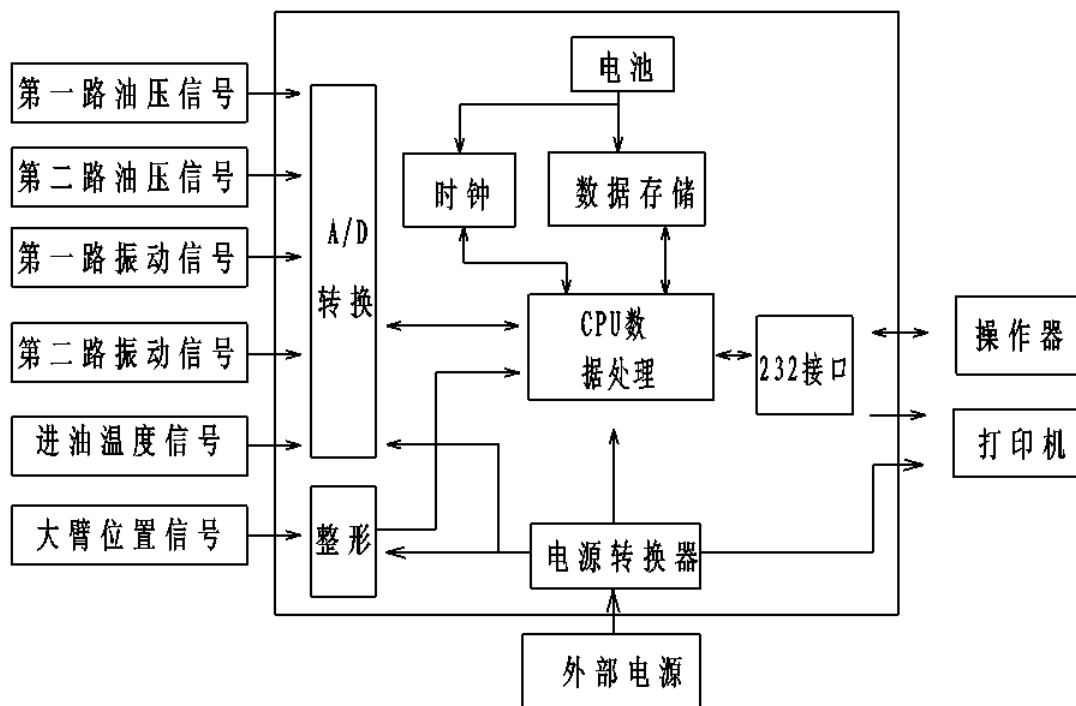 电池
第一路油压信号
第二路油压信号
时钟
数据存储
A/D
转换
第一路振动信号
第二路振动信号
CPU数
据处理
232接口
操作器
进油温度信号
打印机
大臂位置信号
整形
电源转换器
外部电源